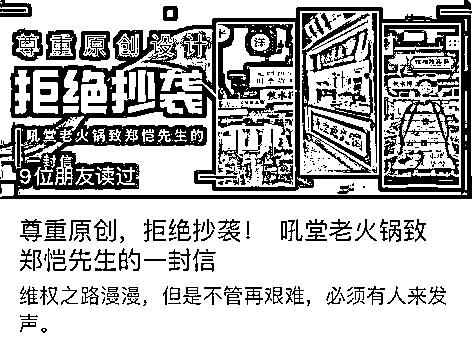 尊重原创设计
拒绝抄袭
吼堂老火锅致郑恺先生的
一封信
9位朋友读过
尊重原创，拒绝抄袭！ 吼堂老火锅致
郑恺先生的一封信
维权之路漫漫，但是不管再艰难，必须有人来发
声。